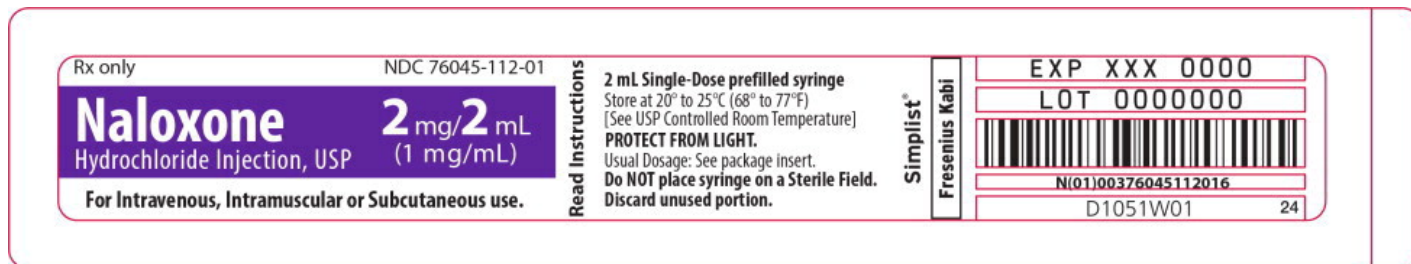 Rx only
NDC 76045-112-01
Naloxone
Hydrochloride Injection, USP
2 mg/2 mL
(1 mg/mL)
For Intravenous, Intramuscular or Subcutaneous use.
Read Instructions
2 mL Single-Dose prefilled syringe
Store at 20° to 25°C (68° to 77°F)
[See USP Controlled Room Temperature]
PROTECT FROM LIGHT.
Usual Dosage: See package insert.
Do NOT place syringe on a Sterile Field.
Discard unused portion.
Simplist®
Fresenius Kabi
EXP XXX 0000
LOT 0000000
N(01)00376045112016
D1051W01
24